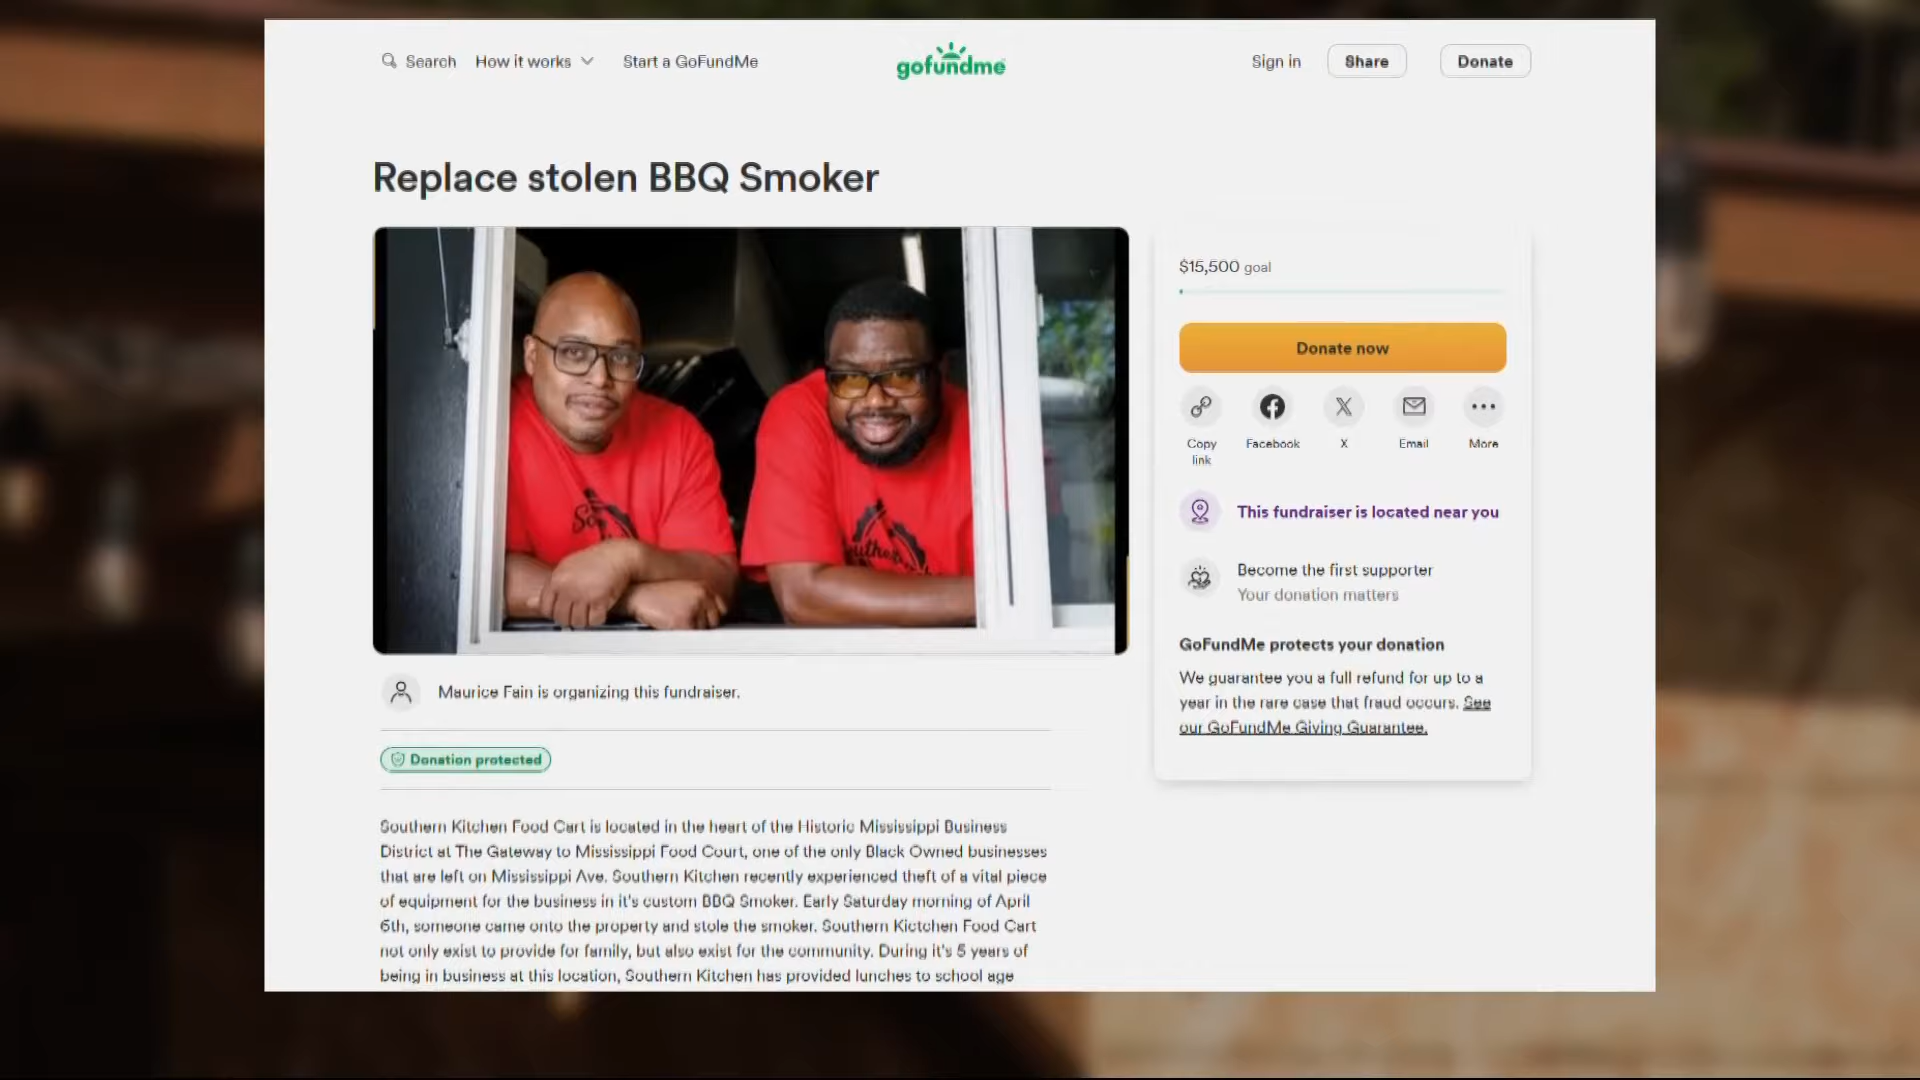 Search How it works Start a GoFundMe gofundme Sign in Share Donate
Replace stolen BBQ Smoker
$15,500 goal
Donate now
Copy link Facebook X Email More
This fundraiser is located near you
Become the first supporter
Your donation matters
GoFundMe protects your donation
We guarantee you a full refund for up to a
year in the rare case that fraud occurs. See
our GoFundMe Giving Guarantee.
Maurice Fain is organizing this fundraiser.
Donation protected
Southern Kitchen Food Cart is located in the heart of the Historic Mississippi Business
District at The Gateway to Mississippi Food Court, one of the only Black Owned businesses
that are left on Mississippi Ave. Southern Kitchen recently experienced theft of a vital piece
of equipment for the business in it's custom BBQ Smoker. Early Saturday morning of April
6th, someone came onto the property and stole the smoker. Southern Kictchen Food Cart
not only exist to provide for family, but also exist for the community. During it's 5 years of
being in business at this location, Southern Kitchen has provided lunches to school age